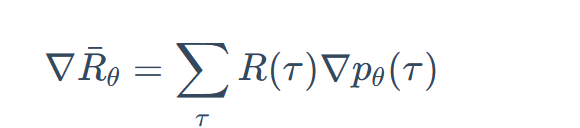 ∇R̄_θ = ∑_τ R(τ)∇p_θ(τ)